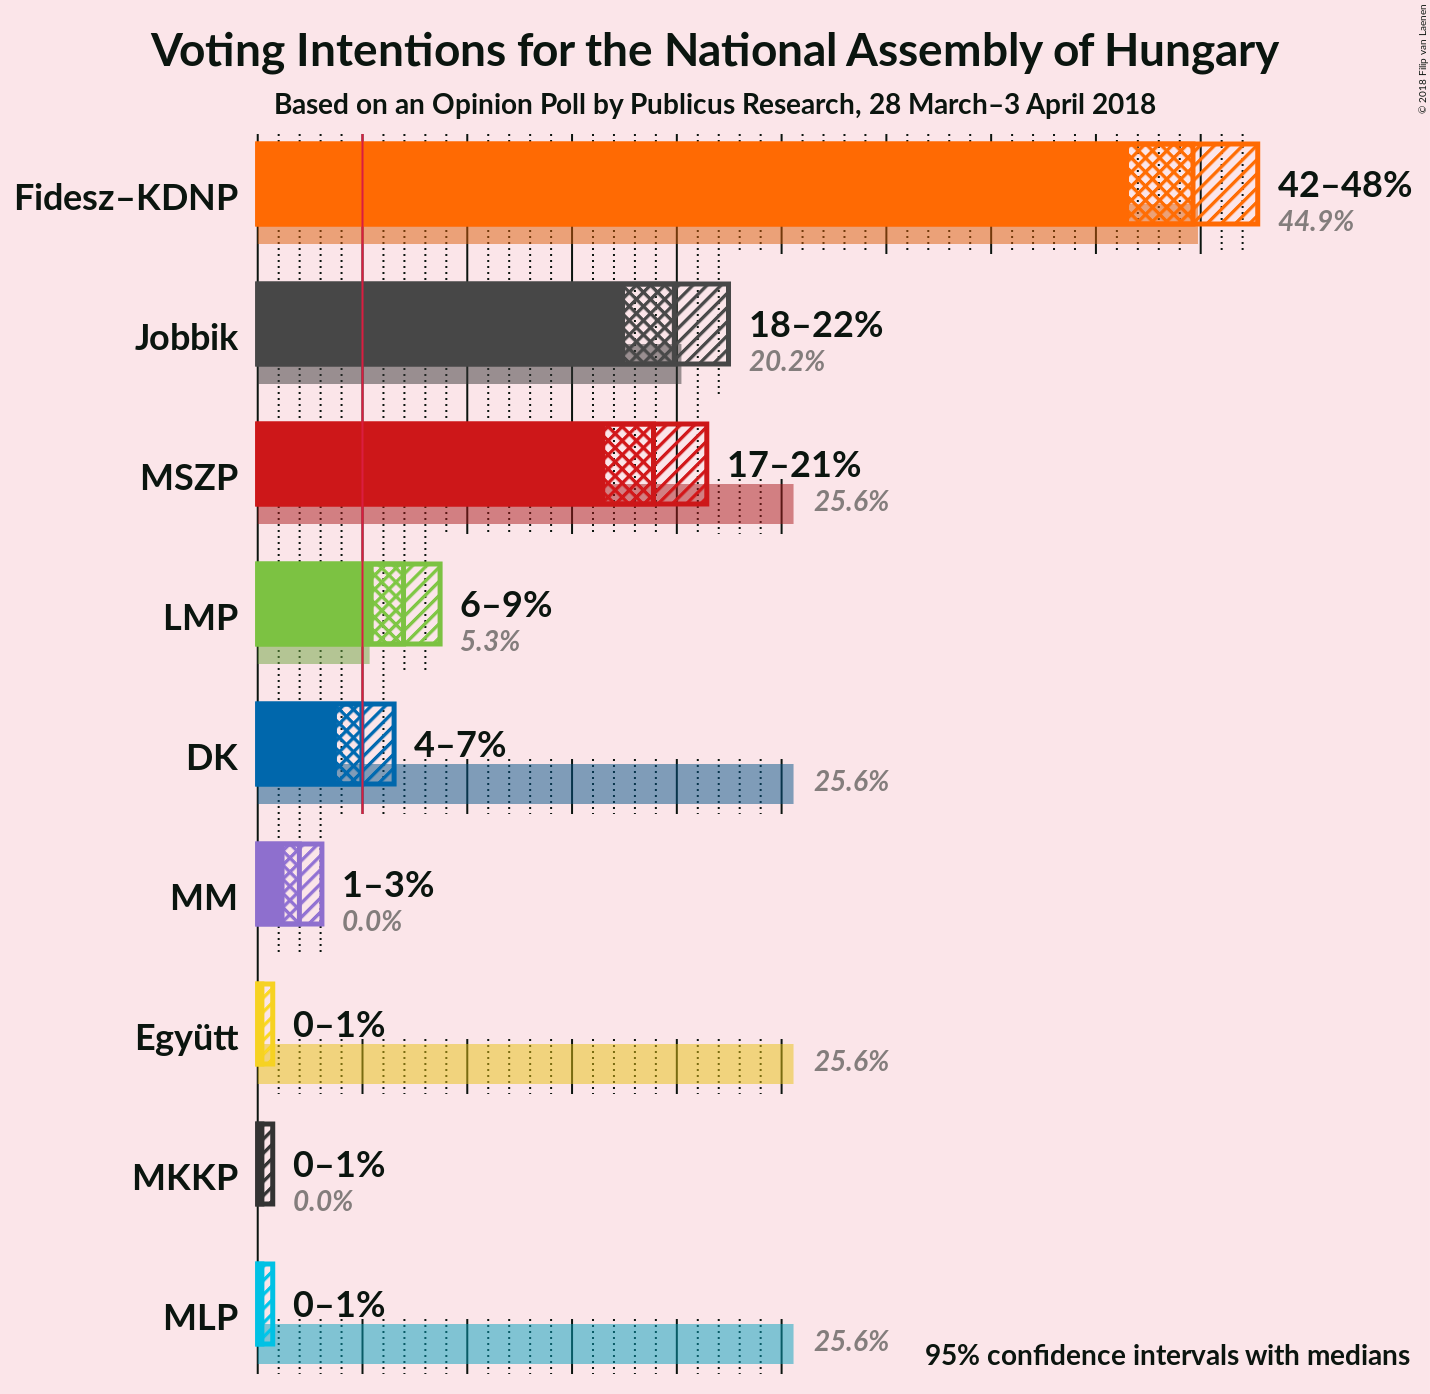 Voting Intentions for the National Assembly of Hungary
Based on an Opinion Poll by Publicus Research, 28 March–3 April 2018
© 2018 Filip van Laenen
Fidesz–KDNP
42–48%
44.9%
Jobbik
18–22%
20.2%
MSZP
17–21%
25.6%
LMP
6–9%
5.3%
DK
4–7%
25.6%
MM
1–3%
0.0%
Együtt
0–1%
25.6%
MKKP
0–1%
0.0%
MLP
0–1%
25.6%
95% confidence intervals with medians